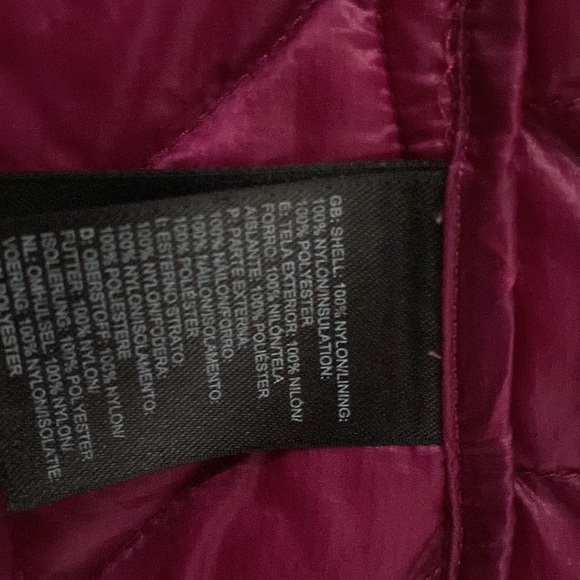 GB: SHELL: 100% NYLON/LINING:
100% NYLON/INSULATION:
100% POLYESTER
E: TELA EXTERIOR: 100% NILÓN/
FORRO: 100% NILÓN/TELA
AISLANTE: 100% POLIÉSTER
P: PARTE EXTERNA:
100% NÁILON/FORRO:
100% NÁILON/ISOLAMENTO:
100% POLIÉSTER
I: ESTERNO STRATO:
100% NYLON/FODERA:
100% NYLON/ISOLAMENTO:
100% POLIESTERE
D: OBERSTOFF: 100% NYLON/
FUTTER: 100% NYLON/
ISOLIERUNG: 100% POLYESTER
NL: OMHULSEL: 100% NYLON/
VOERING: 100% NYLON/ISOLATIE:
POLYESTER